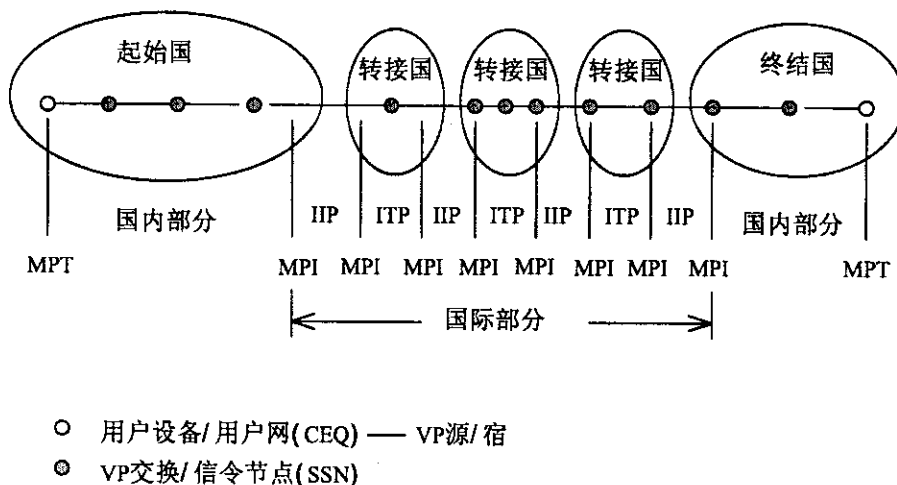 起始国
转接国
转接国
转接国
终结国
国内部分
IIP
ITP
IIP
ITP
IIP
ITP
IIP
国内部分
MPT
MPI
MPI
MPI
MPI
MPI
MPI
MPI
MPI
MPT
国际部分
用户设备/用户网(CEQ) — VP源/宿
VP交换/信令节点(SSN)